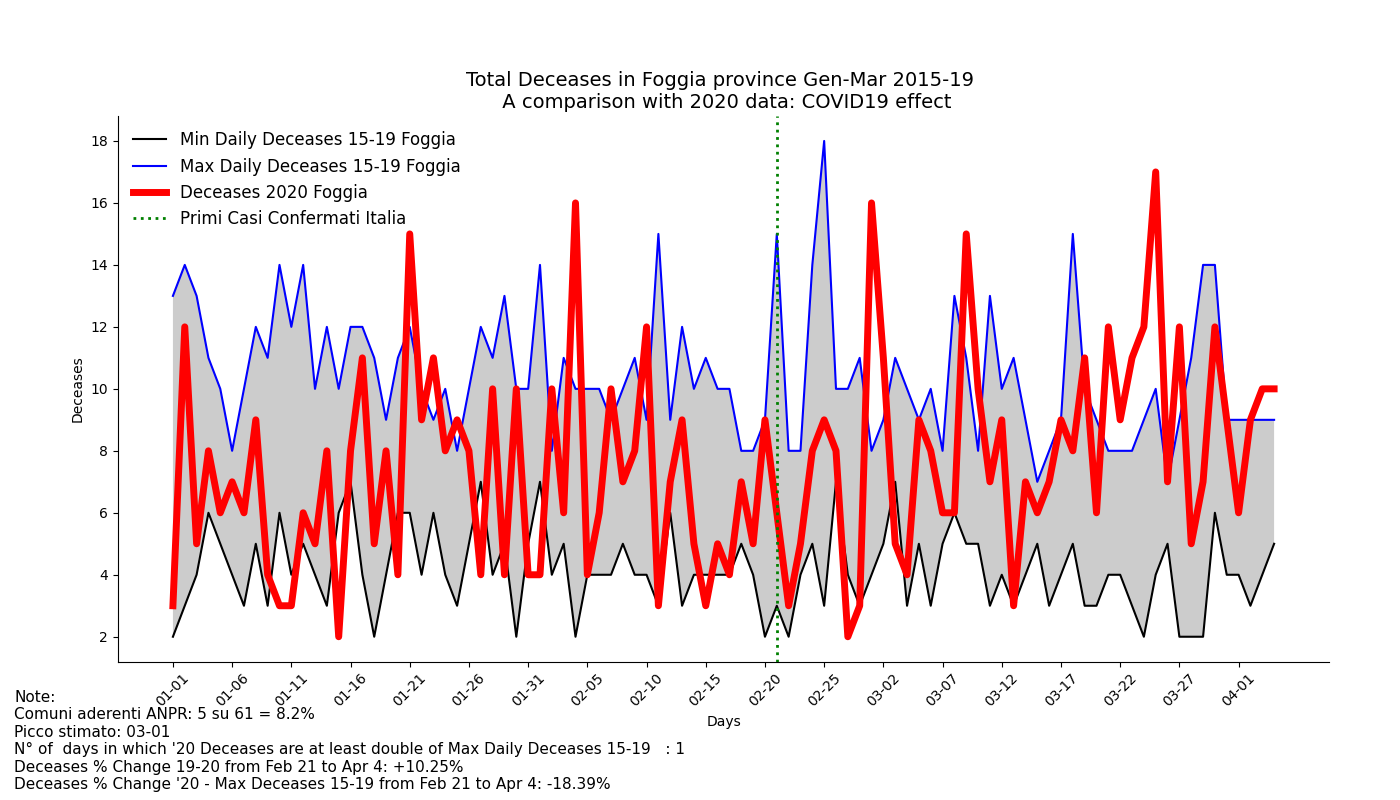 Total Deceases in Foggia province Gen-Mar 2015-19
A comparison with 2020 data: COVID19 effect
Min Daily Deceases 15-19 Foggia
Max Daily Deceases 15-19 Foggia
Deceases 2020 Foggia
Primi Casi Confermati Italia
Deceases
18
16
14
12
10
8
6
4
2
01-01 01-06 01-11 01-16 01-21 01-26 01-31 02-05 02-10 02-15 02-20 02-25 03-02 03-07 03-12 03-17 03-22 03-27 04-01
Days
Note:
Comuni aderenti ANPR: 5 su 61 = 8.2%
Picco stimato: 03-01
N° of  days in which '20 Deceases are at least double of Max Daily Deceases 15-19   : 1
Deceases % Change 19-20 from Feb 21 to Apr 4: +10.25%
Deceases % Change '20 - Max Deceases 15-19 from Feb 21 to Apr 4: -18.39%